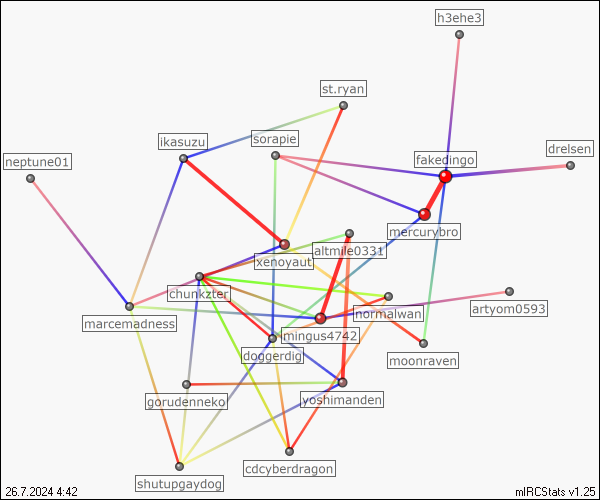 h3ehe3
st.ryan
ikasuzu
sorapie
drelsen
neptune01
fakedingo
mercurybro
altmile0331
xenoyaut
chunkzter
artyom0593
normalwan
marcemadness
mingus4742
doggerdig
moonraven
gorudenneko
yoshimanden
cdcyberdragon
shutupgaydog
26.7.2024 4:42
mIRCStats v1.25